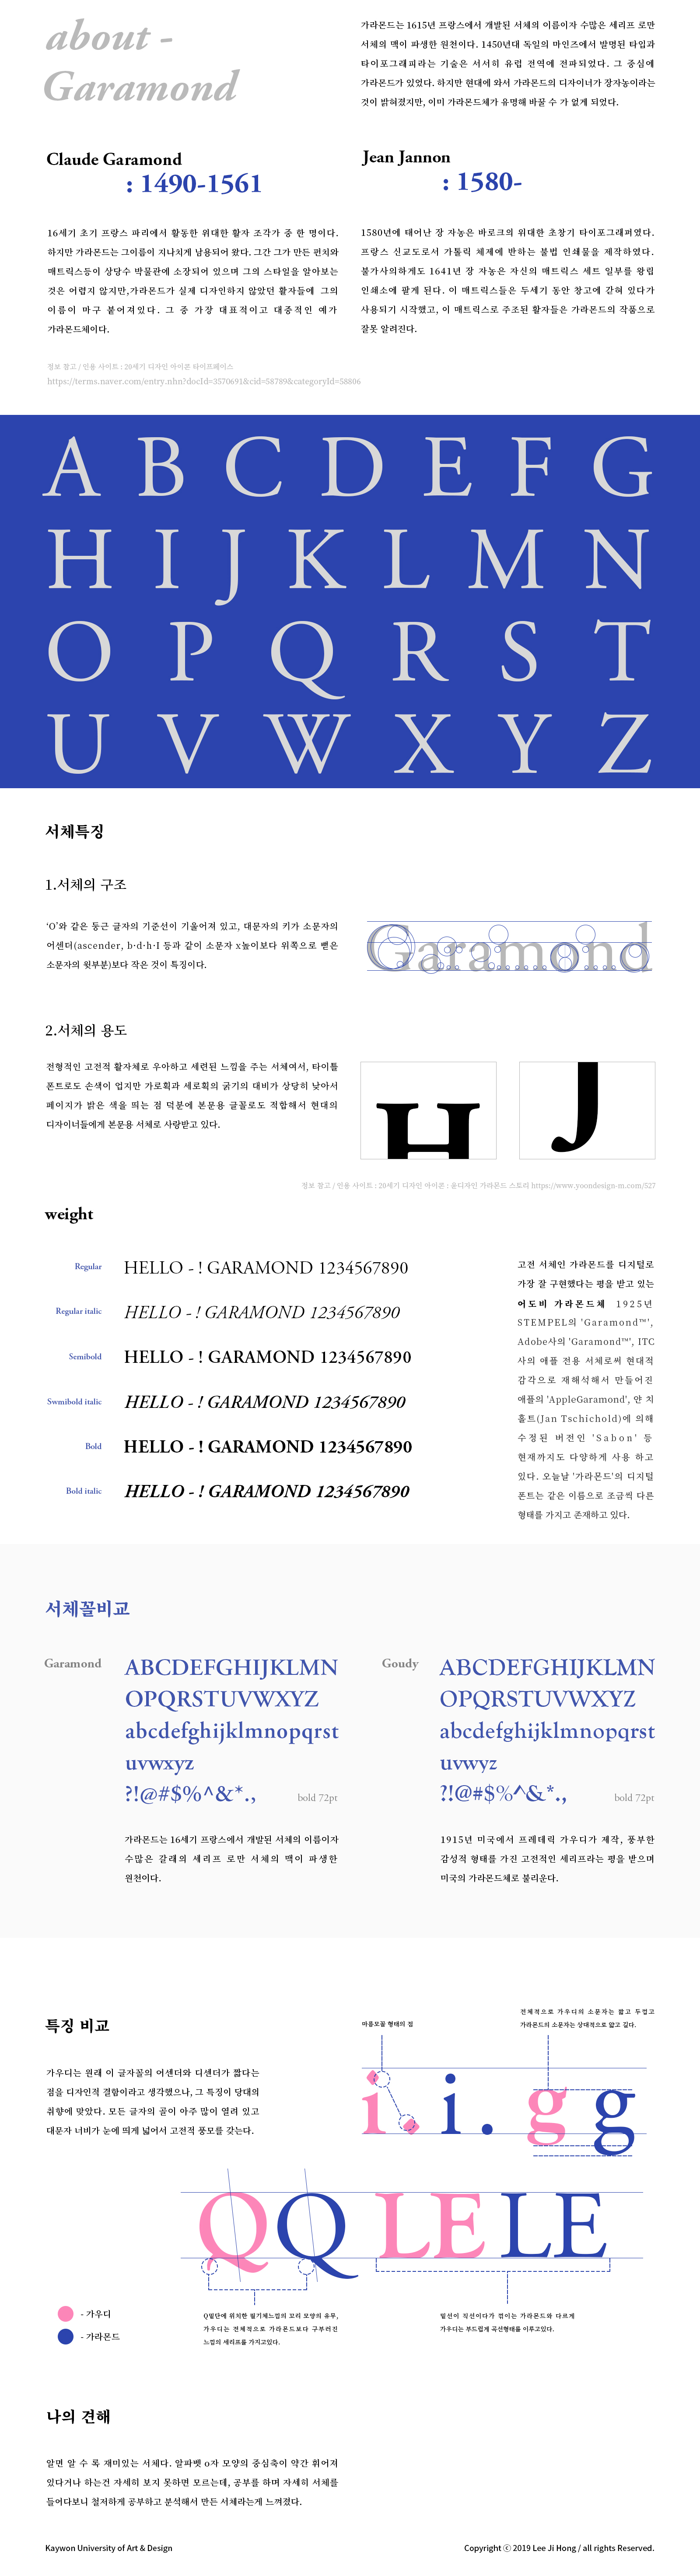 about -
Garamond
가라몬드는 1615년 프랑스에서 개발된 서체의 이름이자 수많은 세리프 로만
서체의 맥이 파생한 원천이다. 1450년대 독일의 마인즈에서 발명된 타입과
타이포그래피라는 기술은 서서히 유럽 전역에 전파되었다. 그 중심에
가라몬드가 있었다. 하지만 현대에 와서 가라몬드의 디자이너가 장자농이라는
것이 밝혀졌지만, 이미 가라몬드체가 유명해 바꿀 수 가 없게 되었다.
Claude Garamond
: 1490-1561
16세기 초기 프랑스 파리에서 활동한 위대한 활자 조각가 중 한 명이다.
하지만 가라몬드는 그이름이 지나치게 남용되어 왔다. 그간 그가 만든 펀치와
매트릭스등이 상당수 박물관에 소장되어 있으며 그의 스타일을 알아보는
것은 어렵지 않지만,가라몬드가 실제 디자인하지 않았던 활자들에 그의
이름이 마구 붙여져있다. 그 중 가장 대표적이고 대중적인 예가
가라몬드체이다.
Jean Jannon
: 1580-
1580년에 태어난 장 자농은 바로크의 위대한 초창기 타이포그래퍼였다.
프랑스 신교도로서 가톨릭 체제에 반하는 불법 인쇄물을 제작하였다.
불가사의하게도 1641년 장 자농은 자신의 매트릭스 세트 일부를 왕립
인쇄소에 팔게 된다. 이 매트릭스들은 두세기 동안 창고에 갇혀 있다가
사용되기 시작했고, 이 매트릭스로 주조된 활자들은 가라몬드의 작품으로
잘못 알려진다.
정보 참고 / 인용 사이트 : 20세기 디자인 아이콘 타이프페이스
https://terms.naver.com/entry.nhn?docId=3570691&cid=58789&categoryId=58806
A B C D E F G
H I J K L M N
O P Q R S T
U V W X Y Z
서체특징
1.서체의 구조
‘O’와 같은 둥근 글자의 기준선이 기울어져 있고, 대문자의 키가 소문자의
어센더(ascender, b·d·h·I 등과 같이 소문자 x높이보다 위쪽으로 뻗은
소문자의 윗부분)보다 작은 것이 특징이다.
Garamond
2.서체의 용도
전형적인 고전적 활자체로 우아하고 세련된 느낌을 주는 서체여서, 타이틀
폰트로도 손색이 업지만 가로획과 세로획의 굵기의 대비가 상당히 낮아서
페이지가 밝은 색을 띄는 점 덕분에 본문용 글꼴로도 적합해서 현대의
디자이너들에게 본문용 서체로 사랑받고 있다.
H J
정보 참고 / 인용 사이트 : 20세기 디자인 아이콘 : 윤디자인 가라몬드 스토리 https://www.yoondesign-m.com/527
weight
Regular HELLO - ! GARAMOND 1234567890
Regular italic HELLO - ! GARAMOND 1234567890
Semibold HELLO - ! GARAMOND 1234567890
Swmibold italic HELLO - ! GARAMOND 1234567890
Bold HELLO - ! GARAMOND 1234567890
Bold italic HELLO - ! GARAMOND 1234567890
고전 서체인 가라몬드를 디지털로
가장 잘 구현했다는 평을 받고 있는
어도비 가라몬드체 1925년
STEMPEL의 'Garamond™',
Adobe사의 'Garamond™', ITC
사의 애플 전용 서체로써 현대적
감각으로 재해석해서 만들어진
애플의 'AppleGaramond', 얀 치
홀트(Jan Tschichold)에 의해
수정된 버전인 'Sabon' 등
현재까지도 다양하게 사용 하고
있다. 오늘날 '가라몬드'의 디지털
폰트는 같은 이름으로 조금씩 다른
형태를 가지고 존재하고 있다.
서체꼴비교
Garamond
ABCDEFGHIJKLMN
OPQRSTUVWXYZ
abcdefghijklmnopqrst
uvwxyz
?!@#$%^&*.,
bold 72pt
가라몬드는 16세기 프랑스에서 개발된 서체의 이름이자
수많은 갈래의 세리프 로만 서체의 맥이 파생한
원천이다.
Goudy
ABCDEFGHIJKLMN
OPQRSTUVWXYZ
abcdefghijklmnopqrst
uvwyz
?!@#$%^&*.,
bold 72pt
1915년 미국에서 프레데릭 가우디가 제작, 풍부한
감성적 형태를 가진 고전적인 세리프라는 평을 받으며
미국의 가라몬드체로 불리운다.
특징 비교
가우디는 원래 이 글자꼴의 어센더와 디센더가 짧다는
점을 디자인적 결함이라고 생각했으나, 그 특징이 당대의
취향에 맞았다. 모든 글자의 골이 아주 많이 열려 있고
대문자 너비가 눈에 띄게 넓어서 고전적 풍모를 갖는다.
마름모꼴 형태의 점
전체적으로 가우디의 소문자는 짧고 두껍고
가라몬드의 소문자는 상대적으로 얇고 길다.
i. i. g g
Q Q LE LE
Q밑단에 위치한 필기체느낌의 꼬리 모양의 유무,
가우디는 전체적으로 가라몬드보다 구부러진
느낌의 세리프를 가지고있다.
밑선이 직선이다가 꺾이는 가라몬드와 다르게
가우디는 부드럽게 곡선형태를 이루고있다.
- 가우디
- 가라몬드
나의 견해
알면 알 수 록 재미있는 서체다. 알파벳 o자 모양의 중심축이 약간 휘어져
있다거나 하는건 자세히 보지 못하면 모르는데, 공부를 하며 자세히 서체를
들여다보니 철저하게 공부하고 분석해서 만든 서체라는게 느껴졌다.
Kaywon University of Art & Design
Copyright ⓒ 2019 Lee Ji Hong / all rights Reserved.